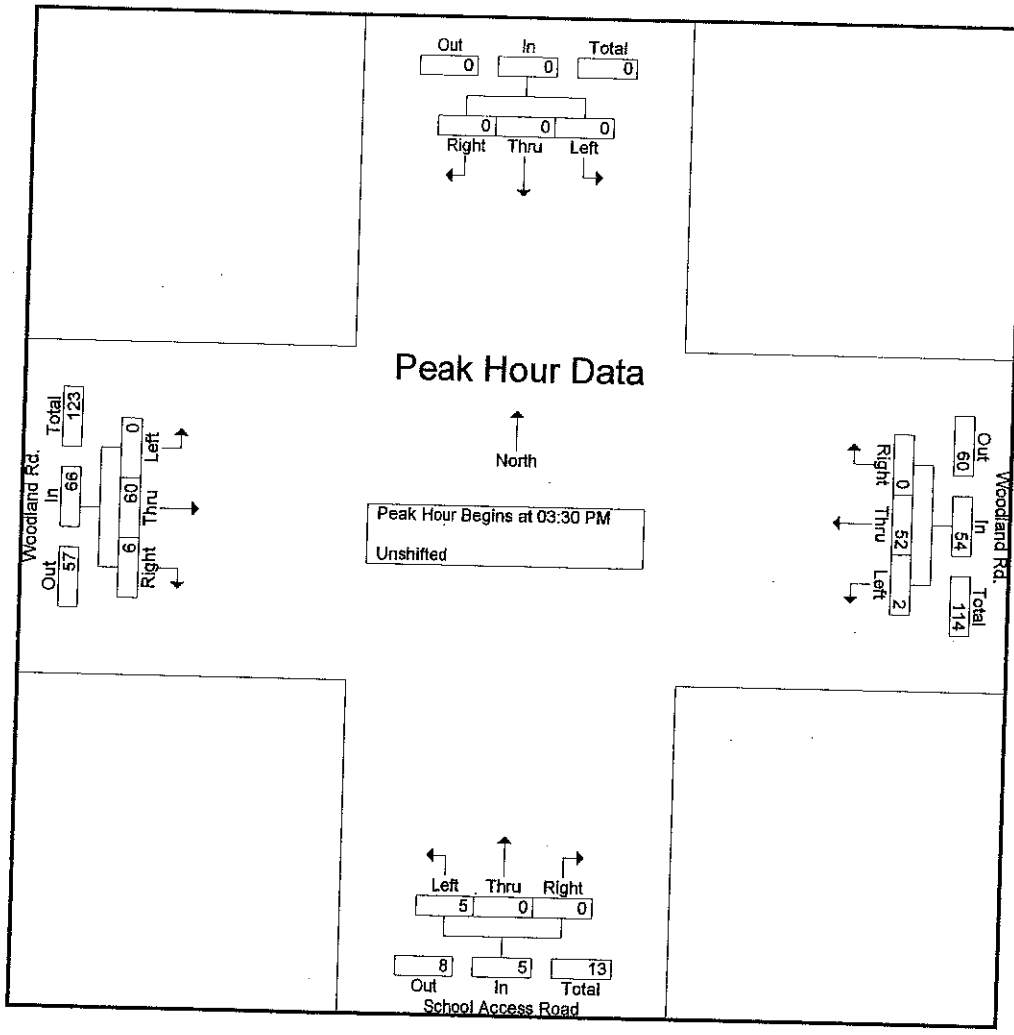 Out In Total
0 0 0
0 0 0
Right Thru Left
Peak Hour Data
North
Peak Hour Begins at 03:30 PM
Unshifted
Woodland Rd.
Out In Total
57 66 123
0 60 6
Left Thru Right
Woodland Rd.
Out In Total
60 54 114
0 52 2
Right Thru Left
Left Thru Right
5 0 0
8 5 13
Out In Total
School Access Road